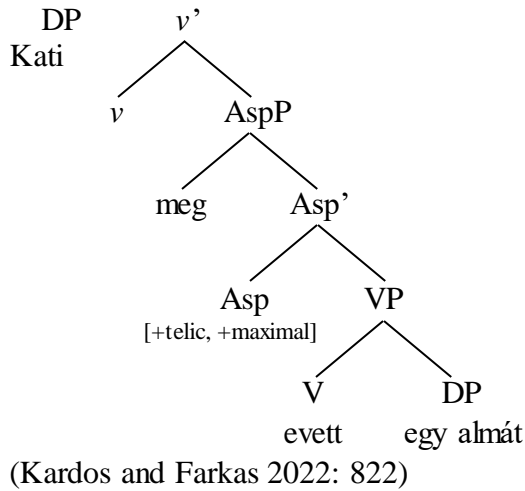 DP v’
Kati
v AspP
meg Asp’
Asp VP
[+telic, +maximal]
V DP
evett egy almát
(Kardos and Farkas 2022: 822)